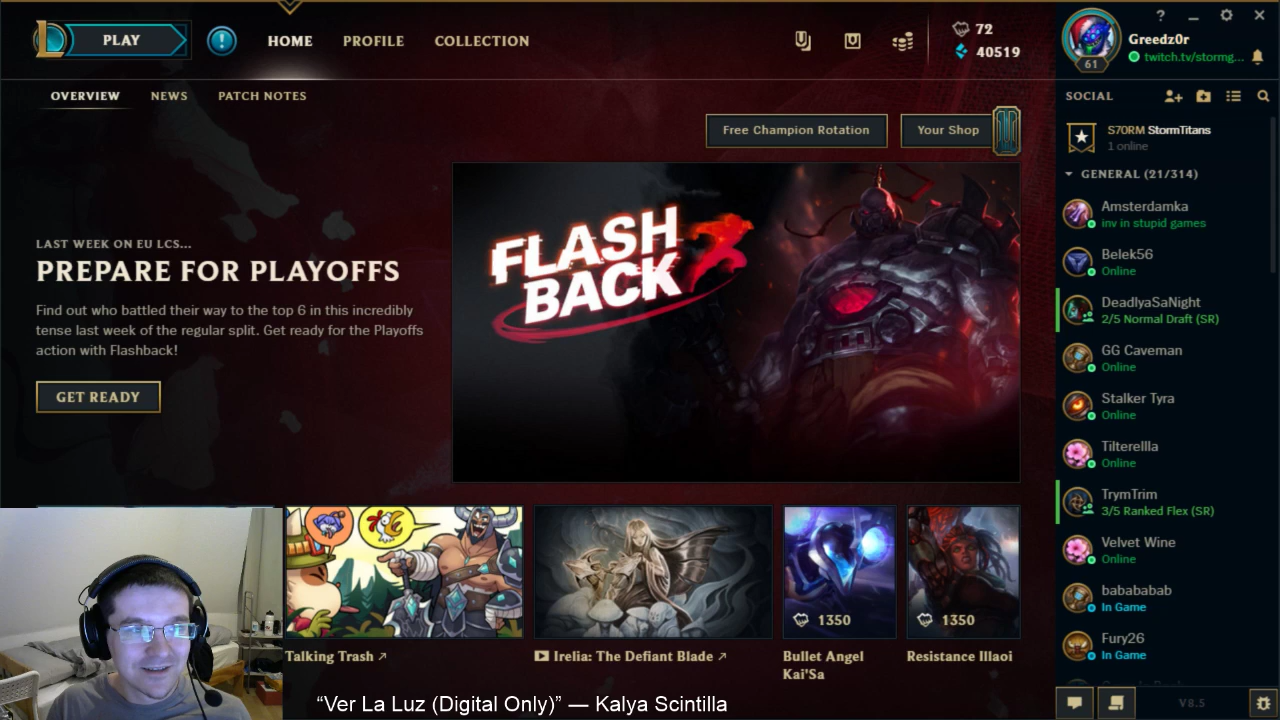 PLAY
HOME
PROFILE
COLLECTION
72
40519
Greedz0r
61
twitch.tv/stormg...
OVERVIEW
NEWS
PATCH NOTES
SOCIAL
Free Champion Rotation
Your Shop
S7ORM StormTitans
1 online
GENERAL (21/314)
LAST WEEK ON EU LCS...
PREPARE FOR PLAYOFFS
Find out who battled their way to the top 6 in this incredibly
tense last week of the regular split. Get ready for the Playoffs
action with Flashback!
GET READY
FLASH
BACK
Amsterdamka
inv in stupid games
Belek56
Online
DeadlyaSaNight
2/5 Normal Draft (SR)
GG Caveman
Online
Stalker Tyra
Online
Tilterellla
Online
TrymTrim
3/5 Ranked Flex (SR)
Velvet Wine
Online
babababab
In Game
Fury26
In Game
1350
1350
Talking Trash
Irelia: The Defiant Blade
Bullet Angel
Kai'Sa
Resistance Illaoi
“Ver La Luz (Digital Only)” — Kalya Scintilla
V8.5